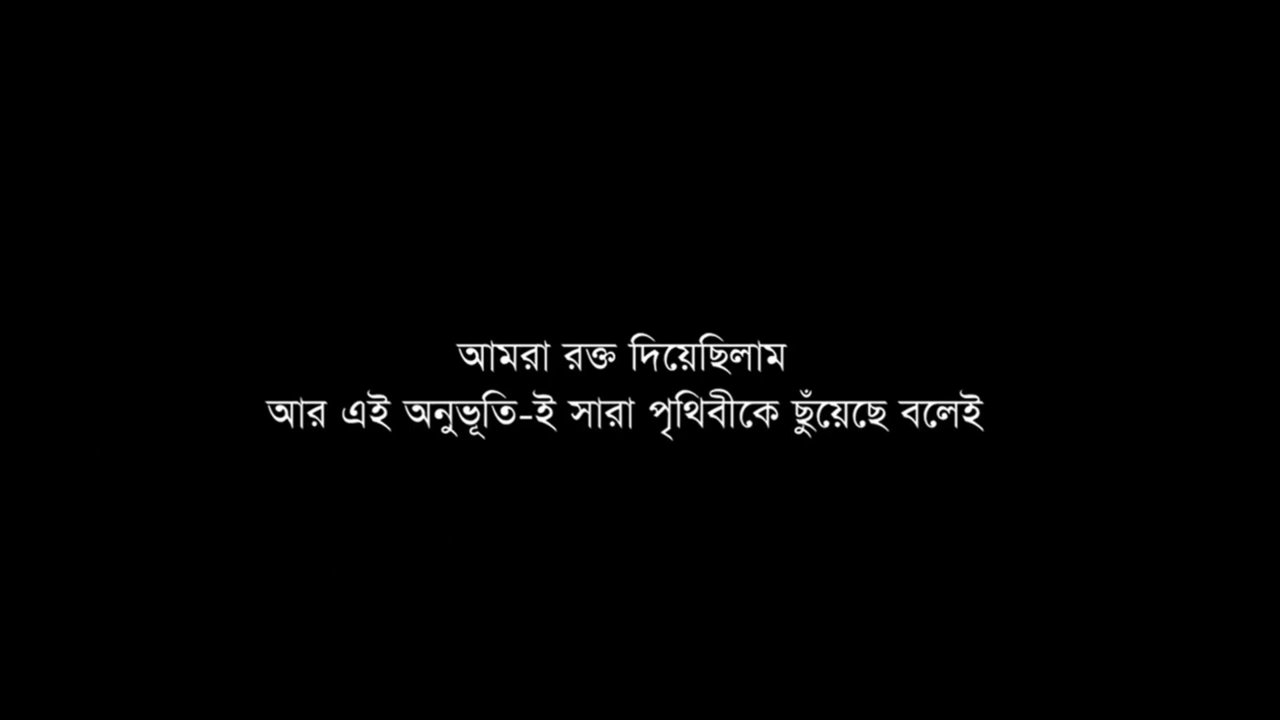 আমরা রক্ত দিয়েছিলাম
আর এই অনুভূতি-ই সারা পৃথিবীকে ছুঁয়েছে বলেই